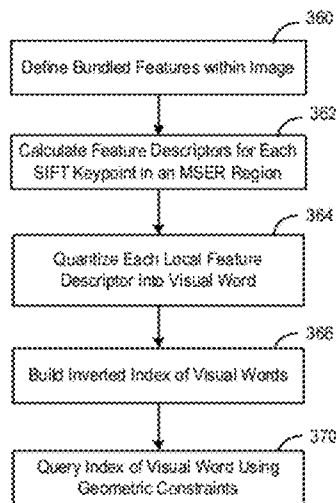 360
Define Bundled Features within Image
362
Calculate Feature Descriptors for Each
SIFT Keypoint in an MSER Region
364
Quantize Each Local Feature
Descriptor Into Visual Word
366
Build Inverted Index of Visual Words
370
Query Index of Visual Word Using
Geometric Constraints